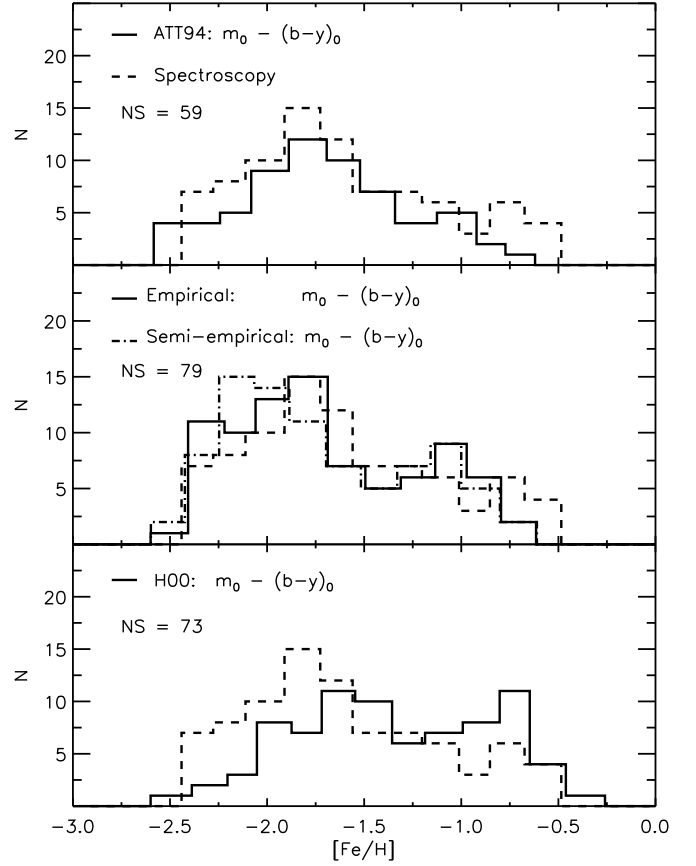 ATT94: m0 − (b−y)0
Spectroscopy
NS = 59
20
15
10
5
N
Empirical: m0 − (b−y)0
Semi−empirical: m0 − (b−y)0
NS = 79
20
15
10
5
N
H00: m0 − (b−y)0
NS = 73
20
15
10
5
N
−3.0 −2.5 −2.0 −1.5 −1.0 −0.5 0.0
[Fe/H]